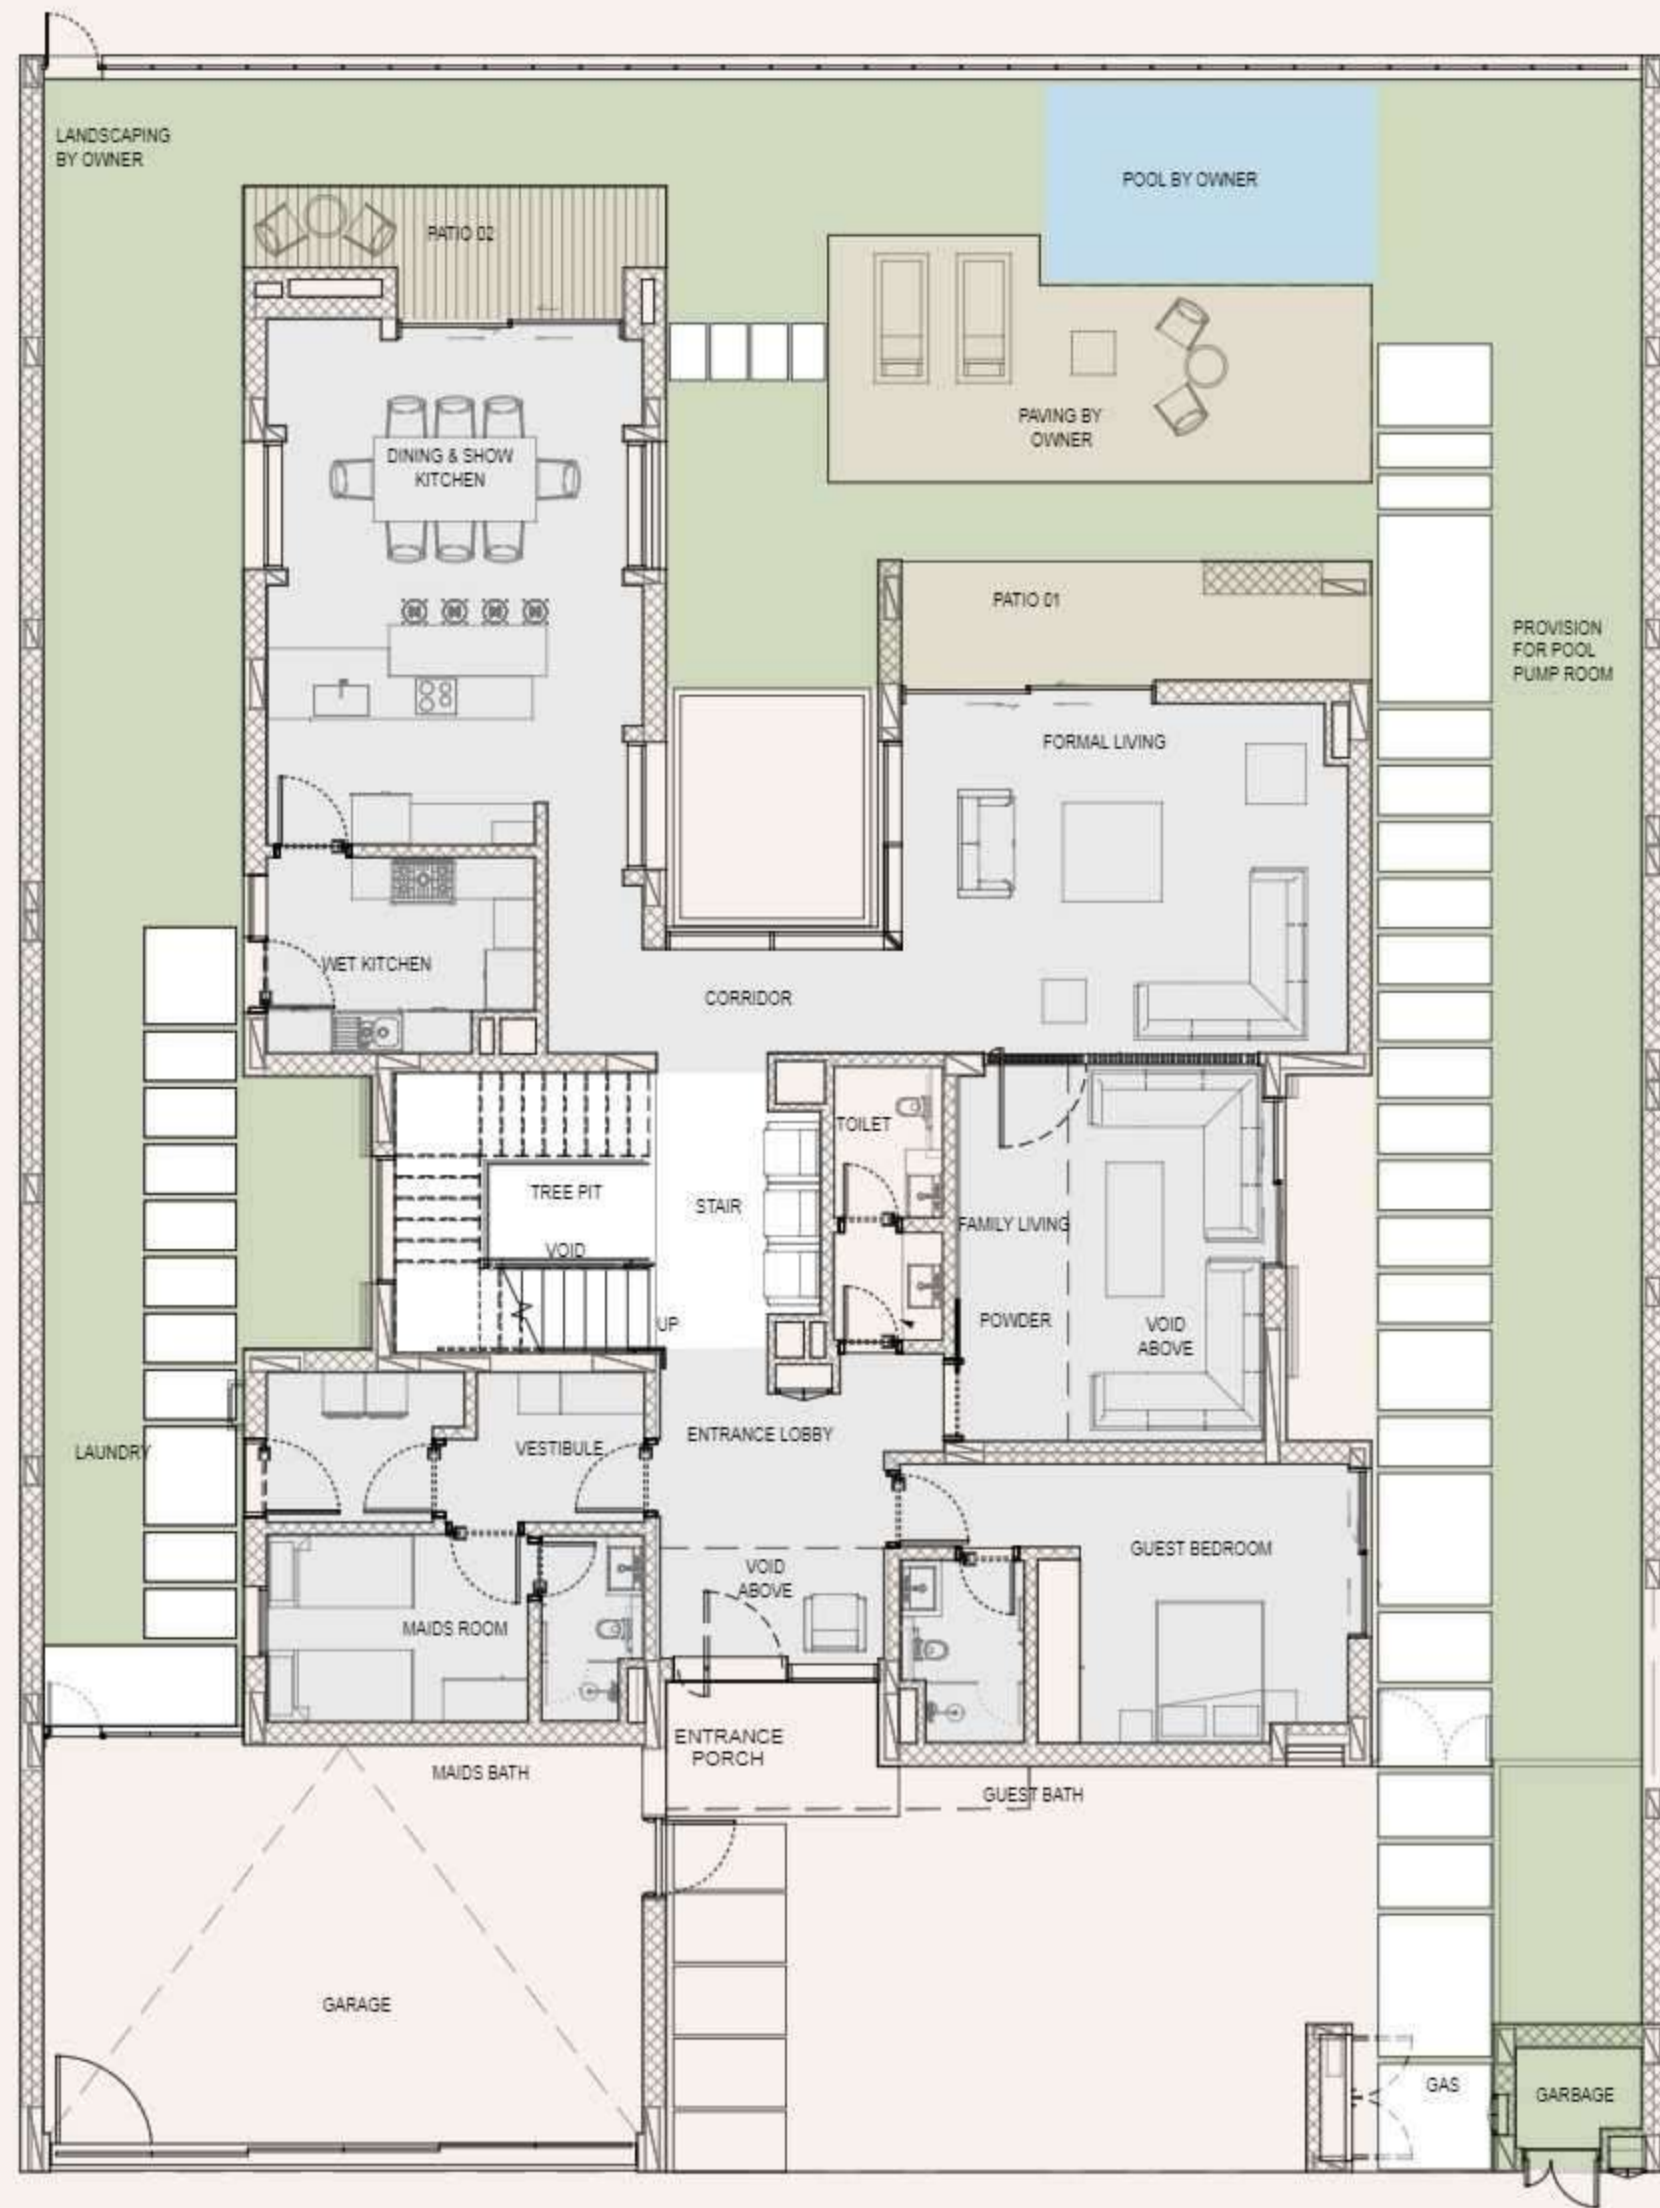 LANDSCAPING
BY OWNER
POOL BY OWNER
PATIO 02
PAVING BY
OWNER
DINING & SHOW
KITCHEN
PATIO 01
PROVISION
FOR POOL
PUMP ROOM
FORMAL LIVING
WET KITCHEN
CORRIDOR
TOILET
TREE PIT
STAIR
FAMILY LIVING
VOID
UP
POWDER
VOID
ABOVE
LAUNDRY
VESTIBULE
ENTRANCE LOBBY
GUEST BEDROOM
VOID
ABOVE
MAIDS ROOM
ENTRANCE
PORCH
MAIDS BATH
GUEST BATH
GARAGE
GAS
GARBAGE